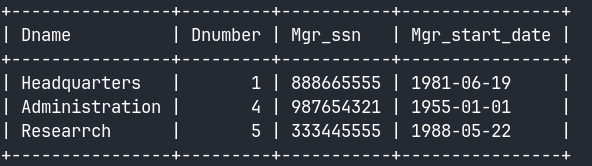 +----------------+---------+-----------+----------------+
| Dname          | Dnumber | Mgr_ssn   | Mgr_start_date |
+----------------+---------+-----------+----------------+
| Headquarters   |       1 | 888665555 | 1981-06-19     |
| Administration |       4 | 987654321 | 1955-01-01     |
| Researrch      |       5 | 333445555 | 1988-05-22     |
+----------------+---------+-----------+----------------+